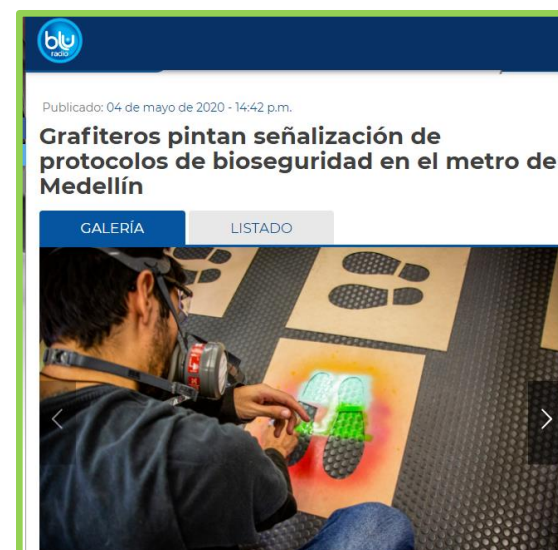 blu
radio
Publicado: 04 de mayo de 2020 - 14:42 p.m.
Grafiteros pintan señalización de
protocolos de bioseguridad en el metro de
Medellín
GALERÍA
LISTADO